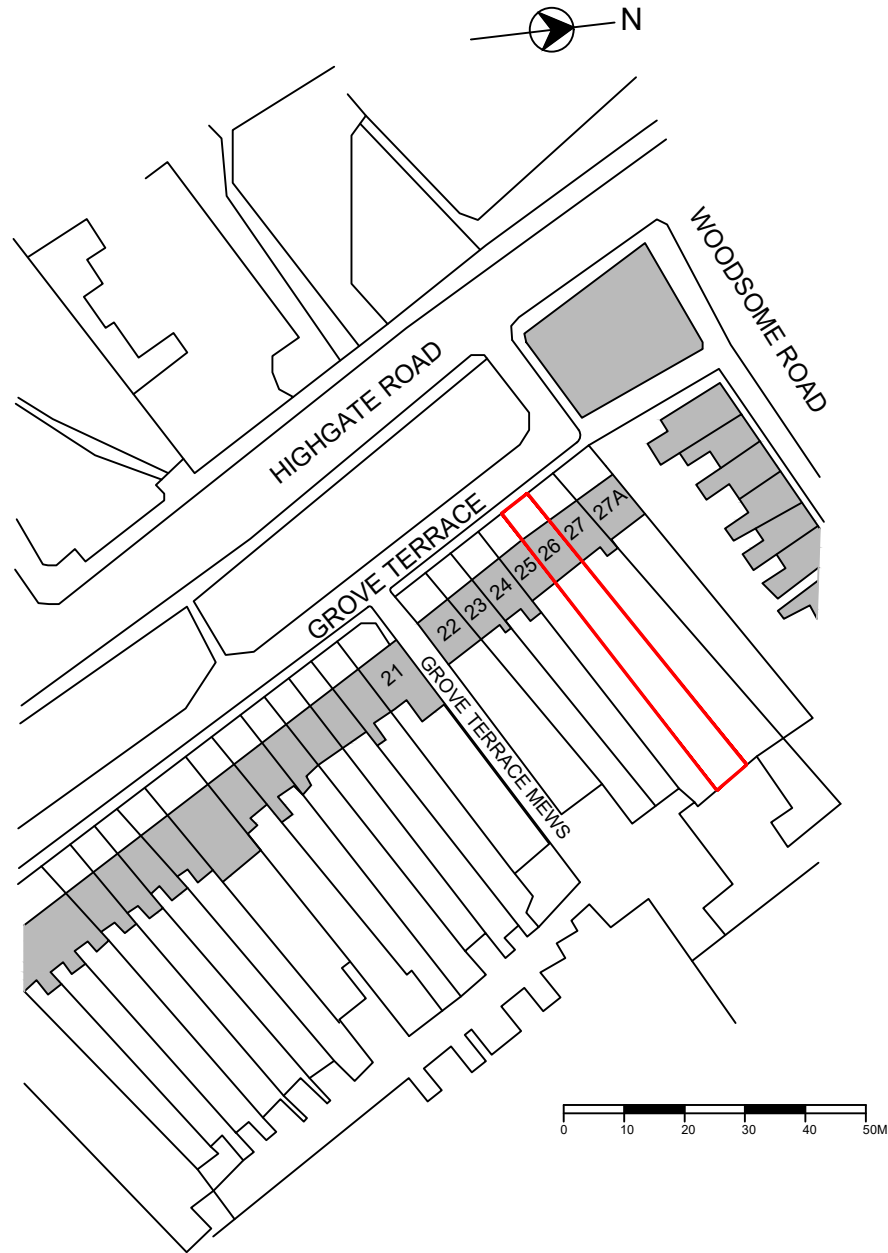 N
WOODSOME ROAD
HIGHGATE ROAD
GROVE TERRACE
27A
27
26
25
24
23
22
21
GROVE TERRACE MEWS
0 10 20 30 40 50M